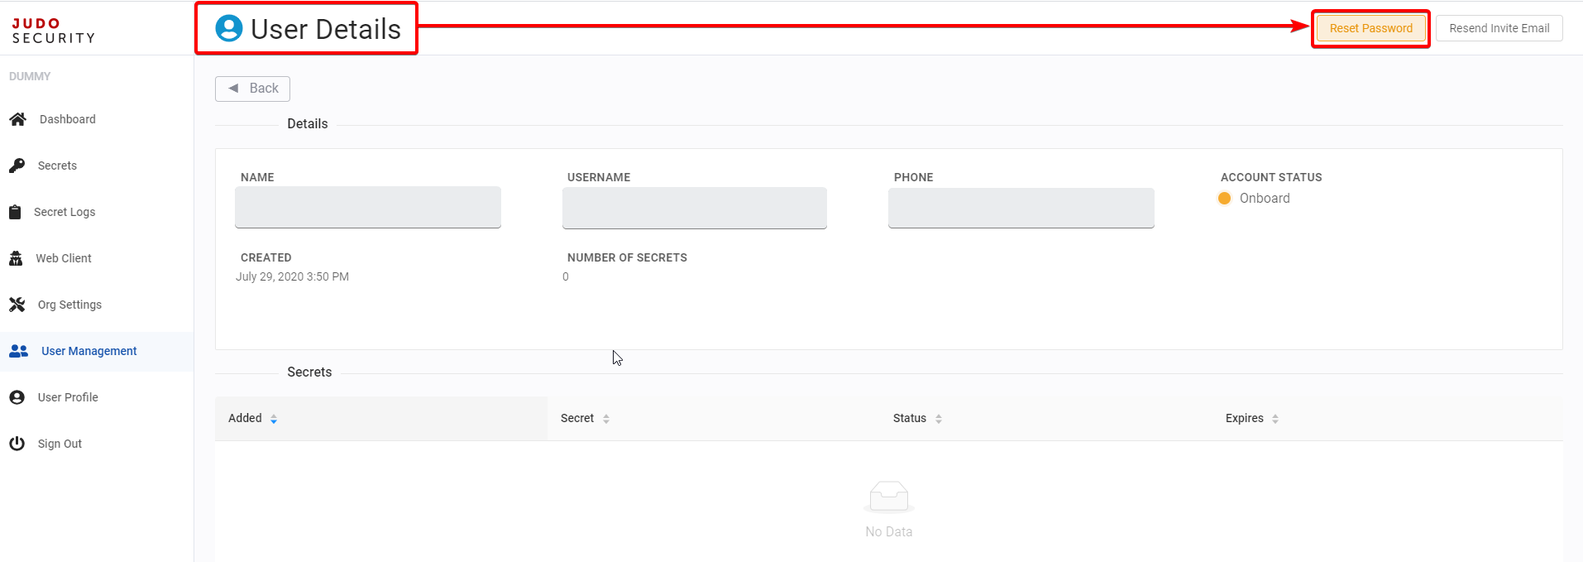 JUDO
SECURITY
User Details
Reset Password
Resend Invite Email
DUMMY
Dashboard
Secrets
Secret Logs
Web Client
Org Settings
User Management
User Profile
Sign Out
Back
Details
NAME
USERNAME
PHONE
ACCOUNT STATUS
Onboard
CREATED
NUMBER OF SECRETS
July 29, 2020 3:50 PM
0
Secrets
Added
Secret
Status
Expires
No Data